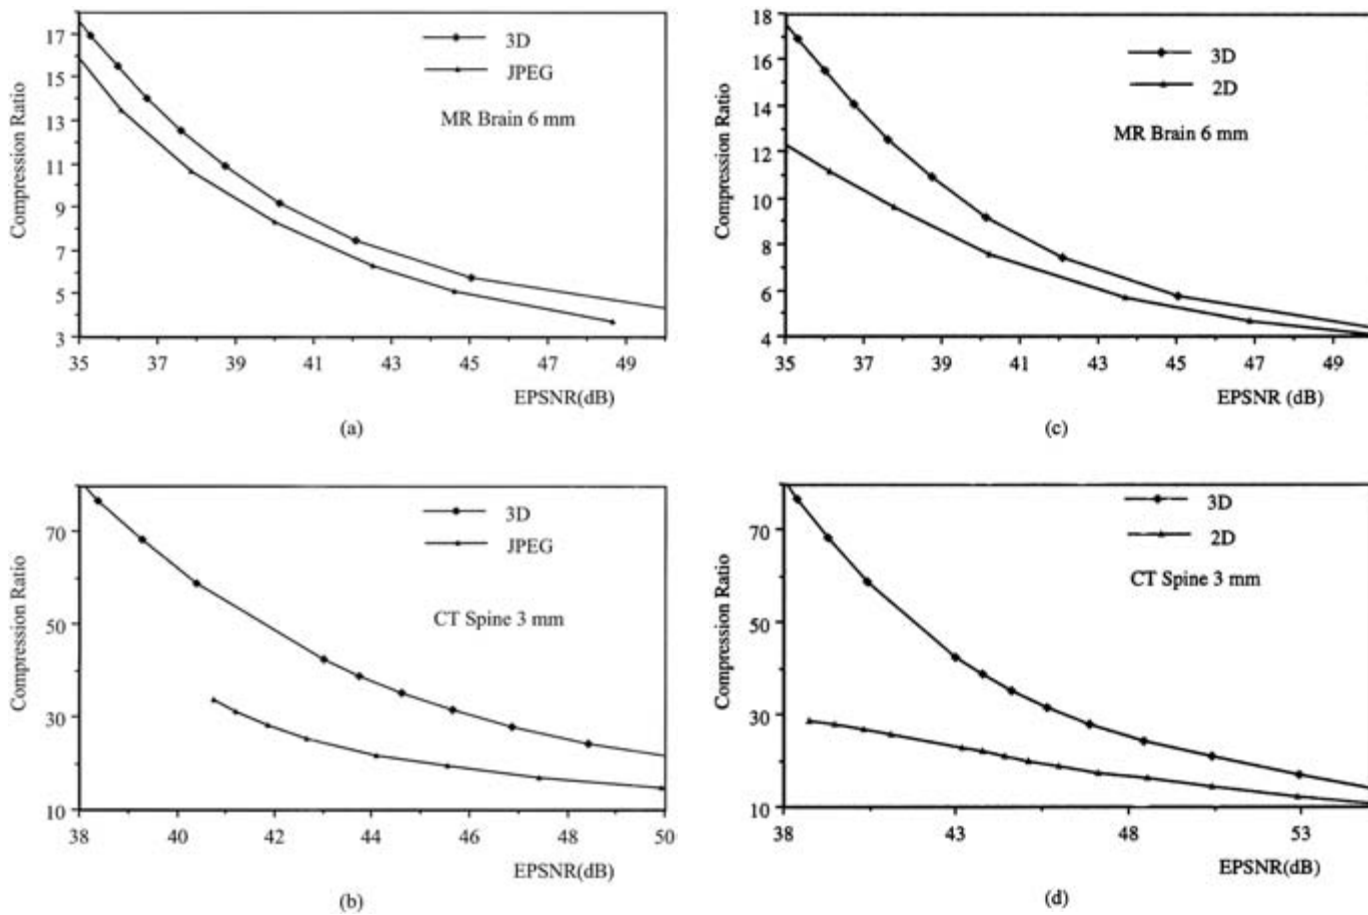 17
15
13
11
9
7
5
3
Compression Ratio
3D
JPEG
MR Brain 6 mm
35 37 39 41 43 45 47 49
EPSNR(dB)
(a)
18
16
14
12
10
8
6
4
Compression Ratio
3D
2D
MR Brain 6 mm
35 37 39 41 43 45 47 49
EPSNR (dB)
(c)
70
50
30
10
Compression Ratio
3D
JPEG
CT Spine 3 mm
38 40 42 44 46 48 50
EPSNR(dB)
(b)
70
50
30
10
Compression Ratio
3D
2D
CT Spine 3 mm
38 43 48 53
EPSNR(dB)
(d)